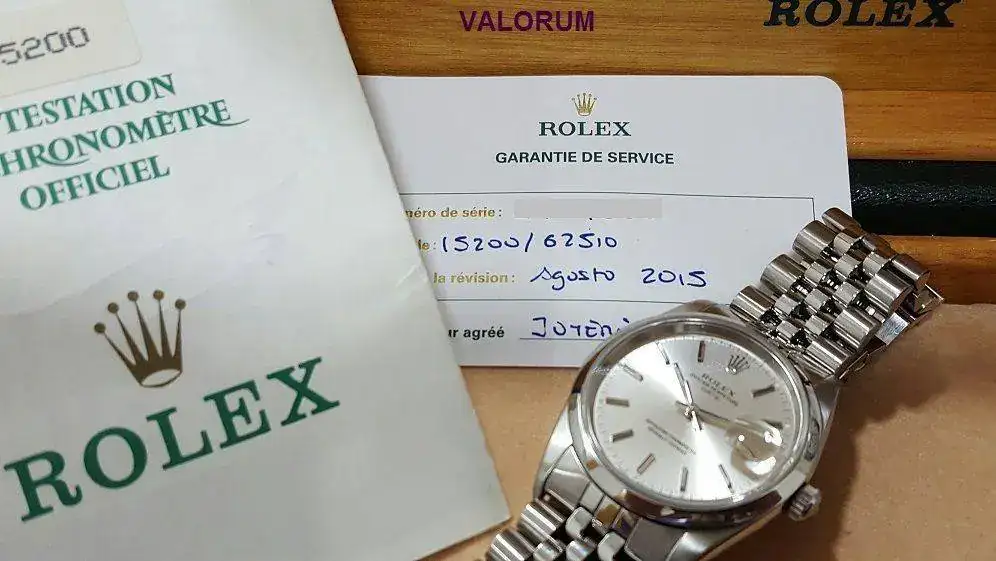 VALORUM
ROLEX
5200
TESTATION
HRONOMÈTRE
OFFICIEL
ROLEX
ROLEX
GARANTIE DE SERVICE
méro de série:
le: 15200/62510
la révision: Agosto 2015
ur agréé
ROLEX